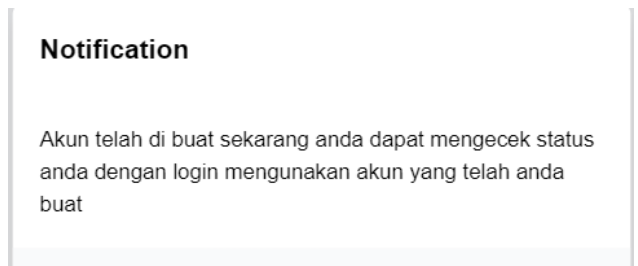 Notification
Akun telah di buat sekarang anda dapat mengecek status
anda dengan login mengunakan akun yang telah anda
buat